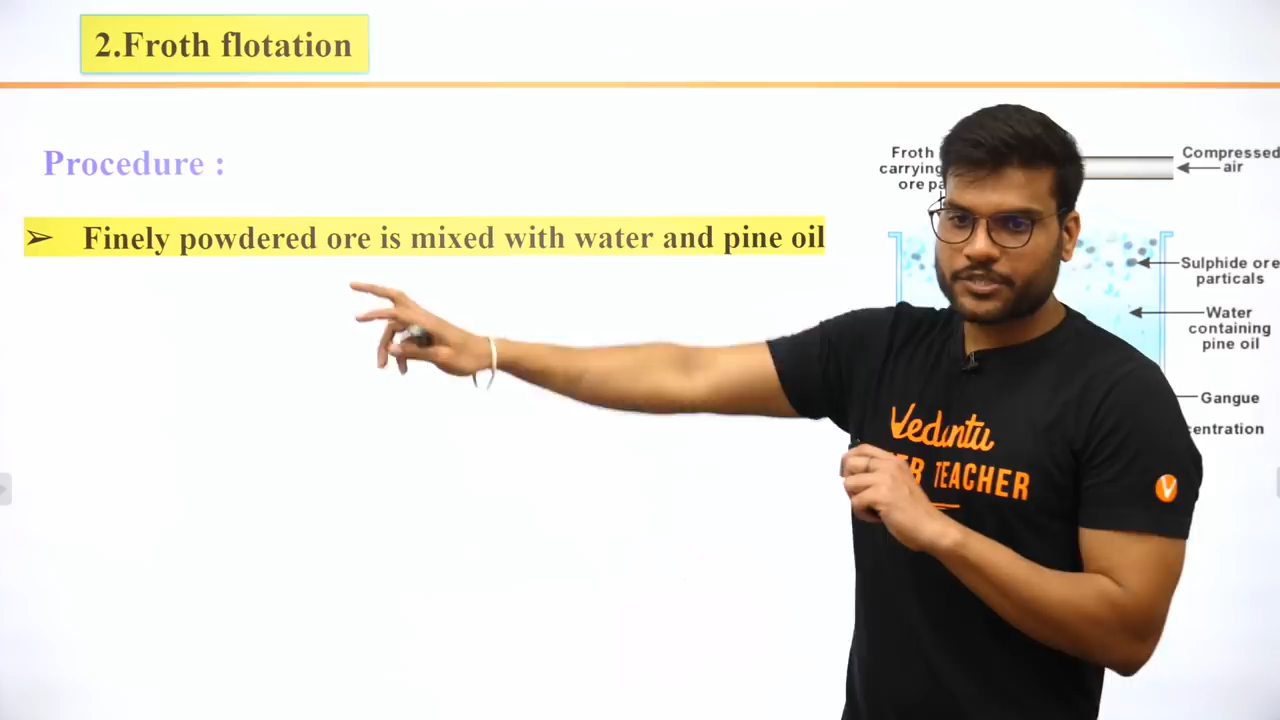 2.Froth flotation
Procedure :
➢ Finely powdered ore is mixed with water and pine oil
Froth
carrying
ore
Compressed
air
Sulphide ore
particals
Water
containing
pine oil
Gangue
Vedantu
TEACHER
V